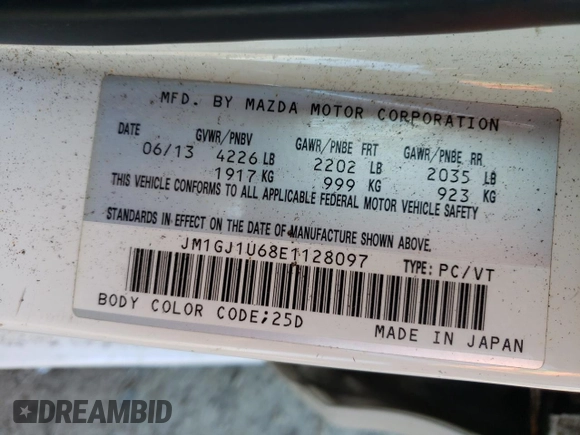 MFD. BY MAZDA MOTOR CORPORATION
DATE GVWR/PNBV GAWR/PNBE FRT GAWR/PNBE RR
06/13 4226 LB 2202 LB 2035 LB
1917 KG 999 KG 923 KG
THIS VEHICLE CONFORMS TO ALL APPLICABLE FEDERAL MOTOR VEHICLE SAFETY
STANDARDS IN EFFECT ON THE DATE OF MANUFACTURE SHOWN ABOVE.
JM1GJ1U68E1128097 TYPE: PC/VT
BODY COLOR CODE;25D MADE IN JAPAN
DREAMBID